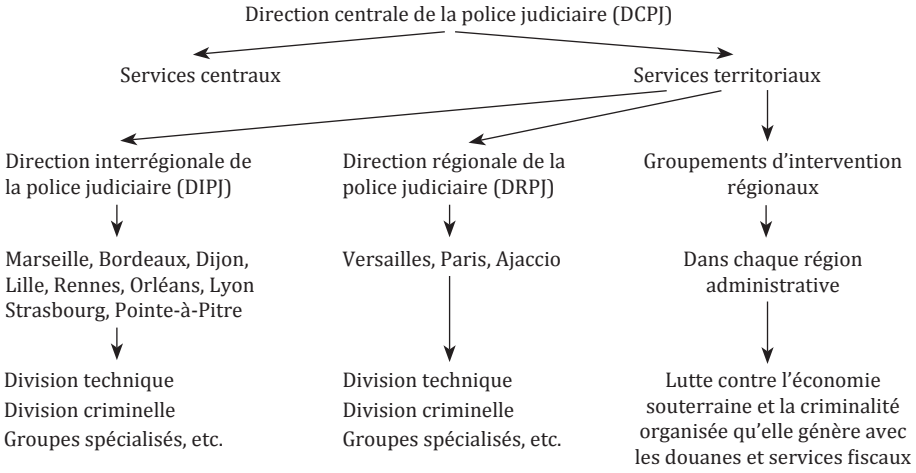 Direction centrale de la police judiciaire (DCPJ)
Services centraux
Services territoriaux
Direction interrégionale de
la police judiciaire (DIPJ)
Direction régionale de la
police judiciaire (DRPJ)
Groupements d’intervention
régionaux
Marseille, Bordeaux, Dijon,
Lille, Rennes, Orléans, Lyon
Strasbourg, Pointe-à-Pitre
Versailles, Paris, Ajaccio
Dans chaque région
administrative
Division technique
Division criminelle
Groupes spécialisés, etc.
Division technique
Division criminelle
Groupes spécialisés, etc.
Lutte contre l’économie
souterraine et la criminalité
organisée qu’elle génère avec
les douanes et services fiscaux